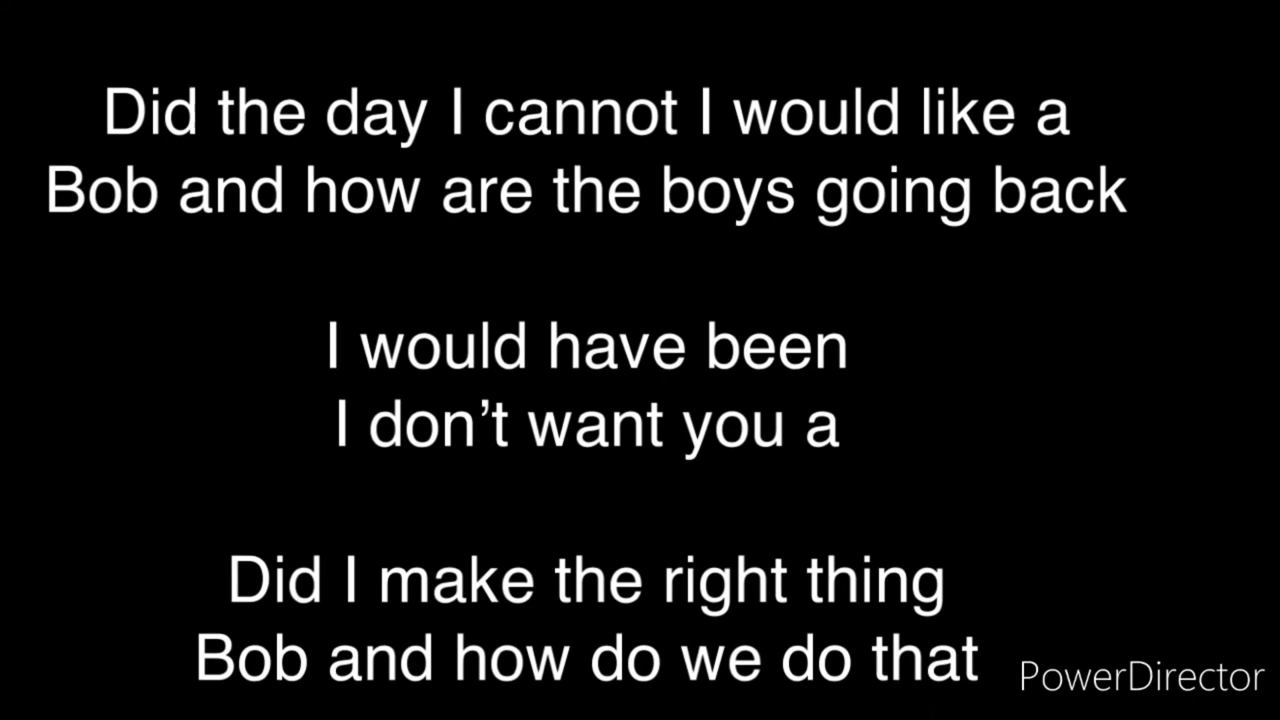 Did the day I cannot I would like a
Bob and how are the boys going back
I would have been
I don’t want you a
Did I make the right thing
Bob and how do we do that
PowerDirector